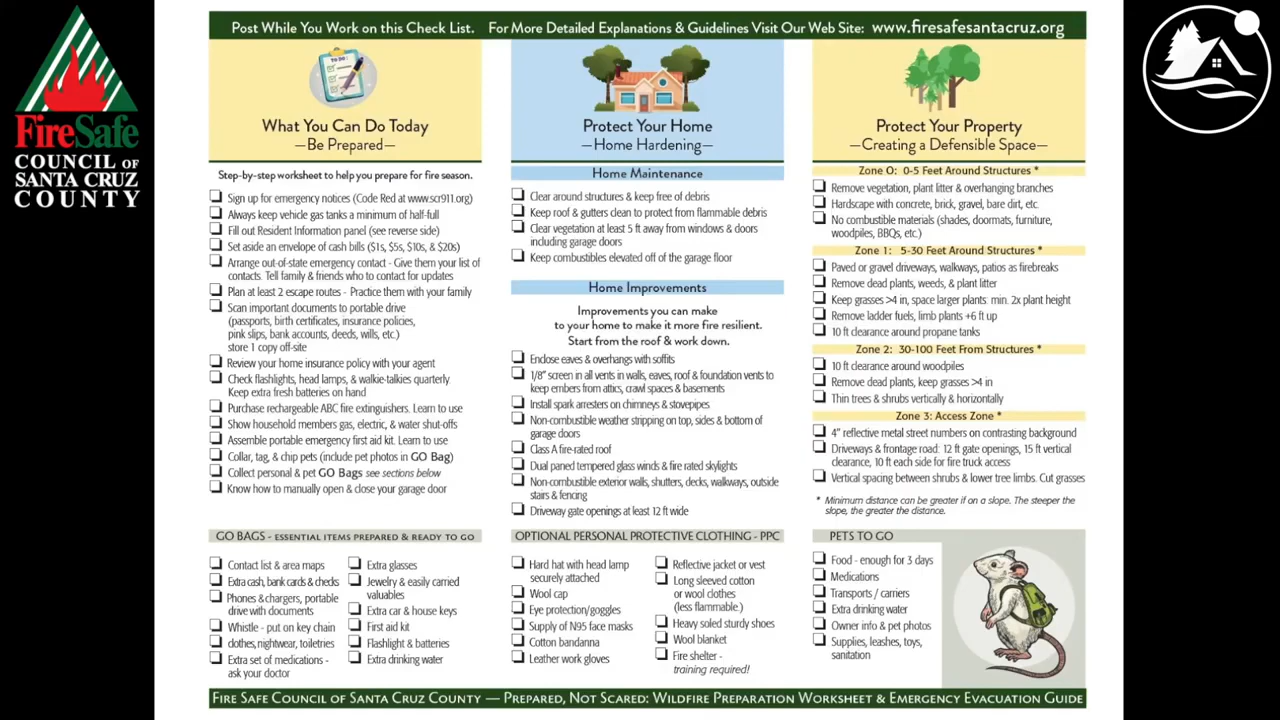 FireSafe
COUNCIL OF
SANTA CRUZ
COUNTY
Post While You Work on this Check List. For More Detailed Explanations & Guidelines Visit Our Web Site: www.firesafesantacruz.org
TO DO:
What You Can Do Today
—Be Prepared—
Step-by-step worksheet to help you prepare for fire season.
Sign up for emergency notices (Code Red at www.scr911.org)
Always keep vehicle gas tanks a minimum of half-full
Fill out Resident Information panel (see reverse side)
Set aside an envelope of cash bills ($1s, $5s, $10s, & $20s)
Arrange out-of-state emergency contact - Give them your list of
contacts. Tell family & friends who to contact for updates
Plan at least 2 escape routes - Practice them with your family
Scan important documents to portable drive
(passports, birth certificates, insurance policies,
pink slips, bank accounts, deeds, wills, etc.)
store 1 copy off-site
Review your home insurance policy with your agent
Check flashlights, head lamps, & walkie-talkies quarterly.
Keep extra fresh batteries on hand
Purchase rechargeable ABC fire extinguishers. Learn to use
Show household members gas, electric, & water shut-offs
Assemble portable emergency first aid kit. Learn to use
Collar, tag, & chip pets (include pet photos in GO Bag)
Collect personal & pet GO Bags see sections below
Know how to manually open & close your garage door
Protect Your Home
—Home Hardening—
Home Maintenance
Clear around structures & keep free of debris
Keep roof & gutters clean to protect from flammable debris
Clear vegetation at least 5 ft away from windows & doors
including garage doors
Keep combustibles elevated off of the garage floor
Home Improvements
Improvements you can make
to your home to make it more fire resilient.
Start from the roof & work down.
Enclose eaves & overhangs with soffits
1/8" screen in all vents in walls, eaves, roof & foundation vents to
keep embers from attics, crawl spaces & basements
Install spark arresters on chimneys & stovepipes
Non-combustible weather stripping on top, sides & bottom of
garage doors
Class A fire-rated roof
Dual paned tempered glass winds & fire rated skylights
Non-combustible exterior walls, shutters, decks, walkways, outside
stairs & fencing
Driveway gate openings at least 12 ft wide
Protect Your Property
—Creating a Defensible Space—
Zone O: 0-5 Feet Around Structures *
Remove vegetation, plant litter & overhanging branches
Hardscape with concrete, brick, gravel, bare dirt, etc.
No combustible materials (shades, doormats, furniture,
woodpiles, BBQs, etc.)
Zone 1: 5-30 Feet Around Structures *
Paved or gravel driveways, walkways, patios as firebreaks
Remove dead plants, weeds, & plant litter
Keep grasses >4 in, space larger plants: min. 2x plant height
Remove ladder fuels, limb plants +6 ft up
10 ft clearance around propane tanks
Zone 2: 30-100 Feet From Structures *
10 ft clearance around woodpiles
Remove dead plants, keep grasses >4 in
Thin trees & shrubs vertically & horizontally
Zone 3: Access Zone *
4" reflective metal street numbers on contrasting background
Driveways & frontage road: 12 ft gate openings, 15 ft vertical
clearance, 10 ft each side for fire truck access
Vertical spacing between shrubs & lower tree limbs. Cut grasses
* Minimum distance can be greater if on a slope. The steeper the
slope, the greater the distance.
GO BAGS - ESSENTIAL ITEMS PREPARED & READY TO GO
Contact list & area maps
Extra cash, bank cards & checks
Phones & chargers, portable
drive with documents
Whistle - put on key chain
clothes, nightwear, toiletries
Extra set of medications -
ask your doctor
Extra glasses
Jewelry & easily carried
valuables
Extra car & house keys
First aid kit
Flashlight & batteries
Extra drinking water
OPTIONAL PERSONAL PROTECTIVE CLOTHING - PPC
Hard hat with head lamp
securely attached
Wool cap
Eye protection/goggles
Supply of N95 face masks
Cotton bandanna
Leather work gloves
Reflective jacket or vest
Long sleeved cotton
or wool clothes
(less flammable.)
Heavy soled sturdy shoes
Wool blanket
Fire shelter -
training required!
PETS TO GO
Food - enough for 3 days
Medications
Transports / carriers
Extra drinking water
Owner info & pet photos
Supplies, leashes, toys,
sanitation
FIRE SAFE COUNCIL OF SANTA CRUZ COUNTY — PREPARED, NOT SCARED: WILDFIRE PREPARATION WORKSHEET & EMERGENCY EVACUATION GUIDE